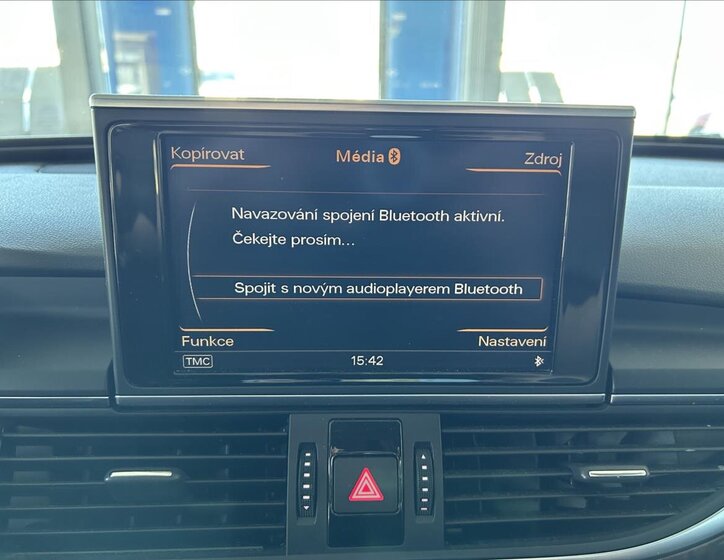 Kopírovat Média Zdroj
Navazování spojení Bluetooth aktivní.
Čekejte prosím...
Spojit s novým audioplayerem Bluetooth
Funkce Nastavení
TMC 15:42